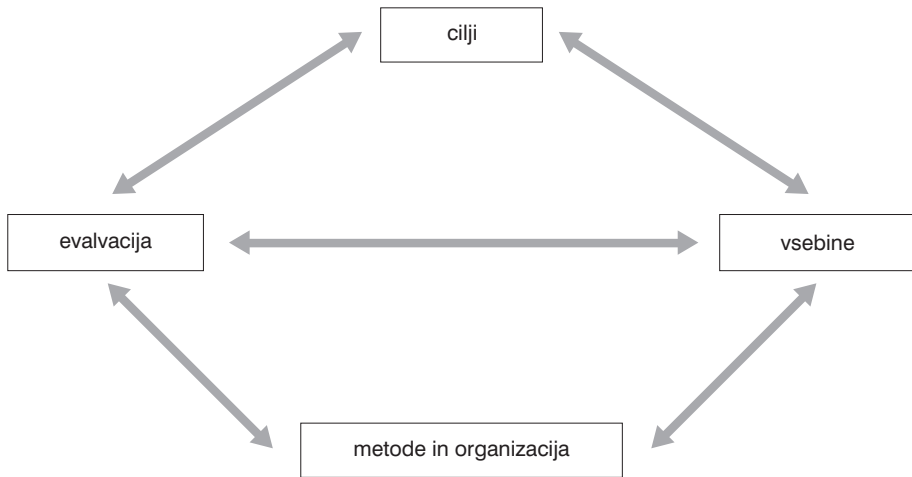 cilji
evalvacija
vsebine
metode in organizacija